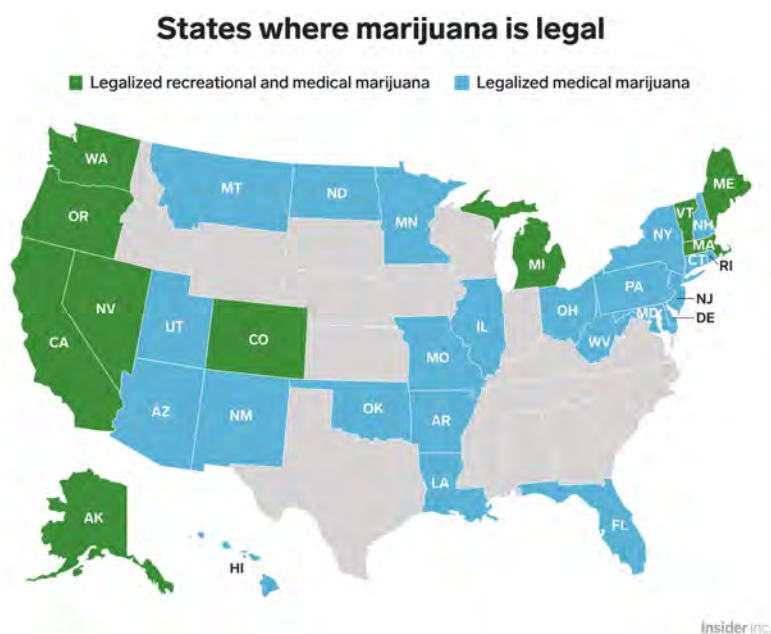 States where marijuana is legal
Legalized recreational and medical marijuana
Legalized medical marijuana
WA
MT
ND
MN
OR
ME
VT
NH
NY
MA
CT
RI
MI
NV
PA
NJ
OH
MD
DE
UT
CO
IL
WV
CA
MO
AZ
NM
OK
AR
LA
AK
FL
HI
Insider inc.